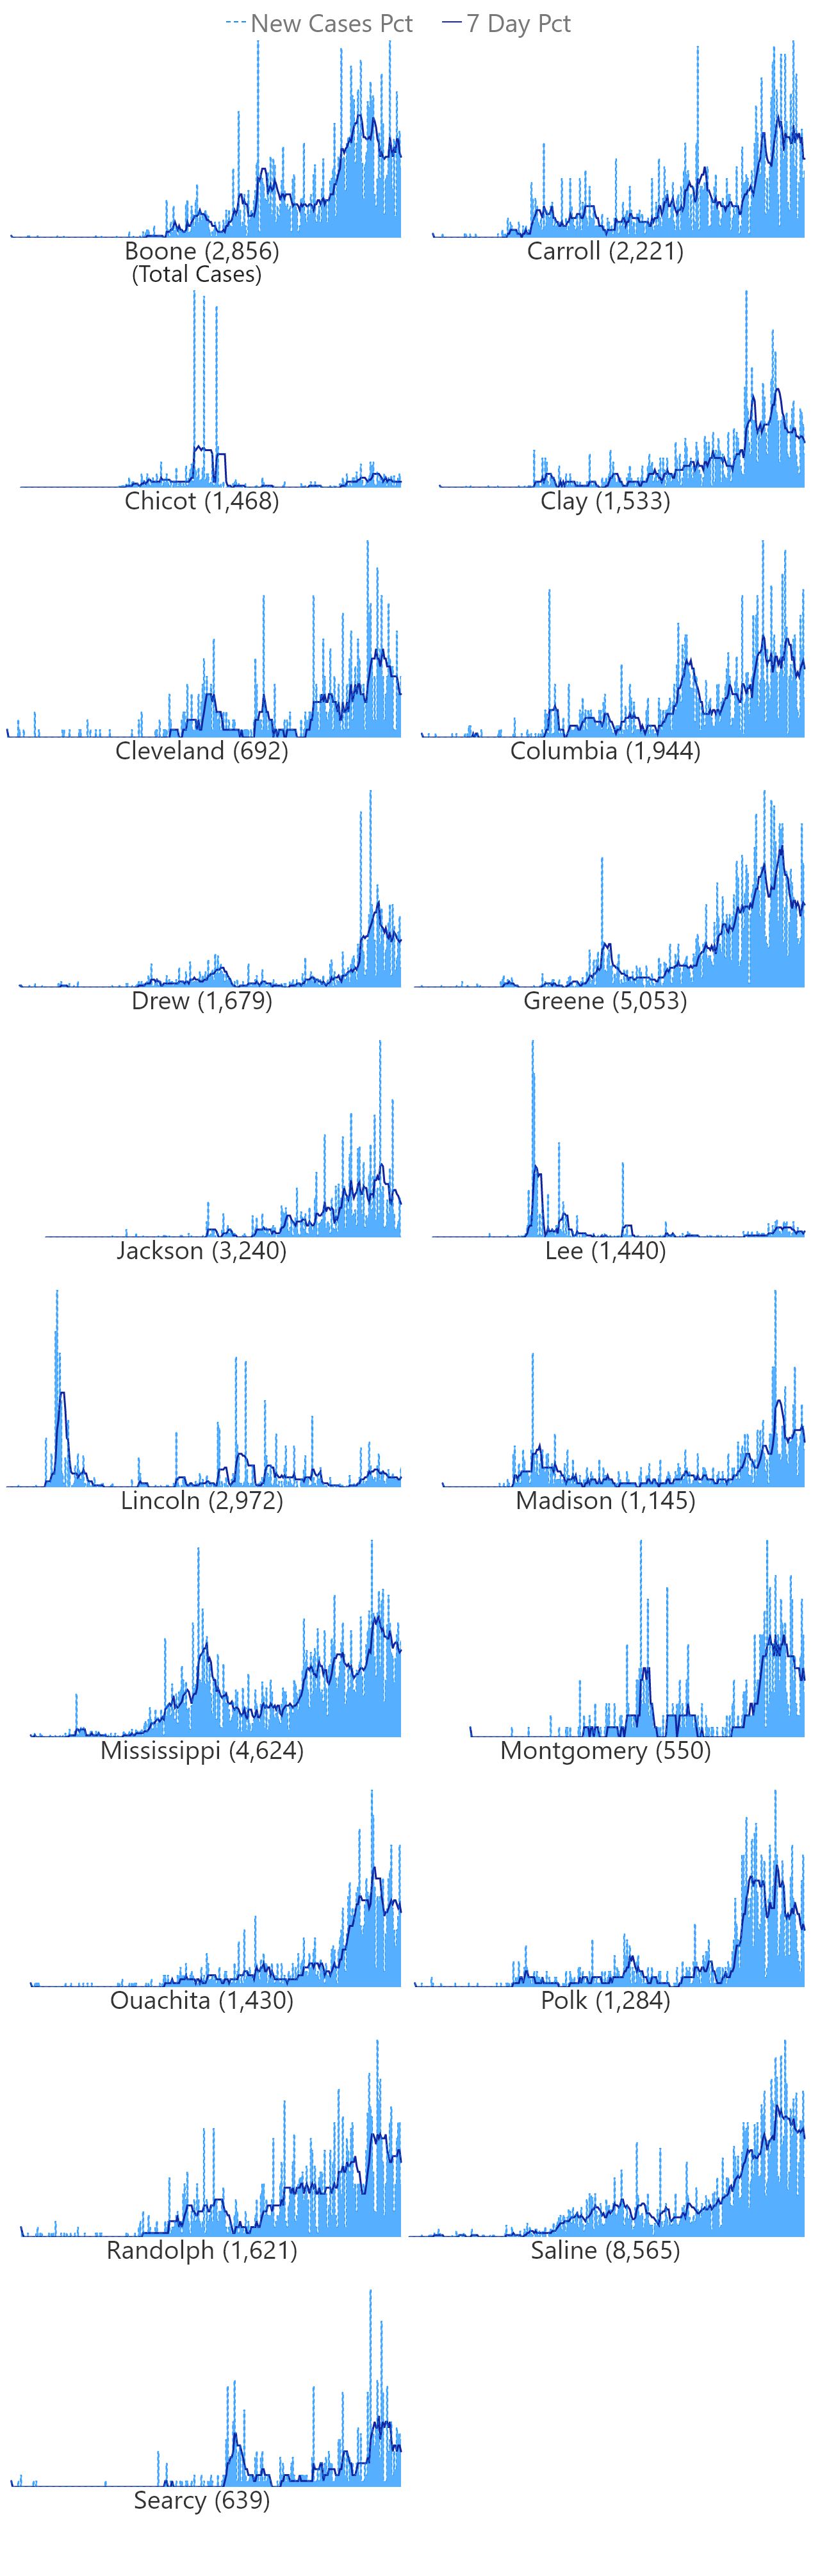 New Cases Pct 7 Day Pct
Boone (2,856) Carroll (2,221)
(Total Cases)
Chicot (1,468) Clay (1,533)
Cleveland (692) Columbia (1,944)
Drew (1,679) Greene (5,053)
Jackson (3,240) Lee (1,440)
Lincoln (2,972) Madison (1,145)
Mississippi (4,624) Montgomery (550)
Ouachita (1,430) Polk (1,284)
Randolph (1,621) Saline (8,565)
Searcy (639)